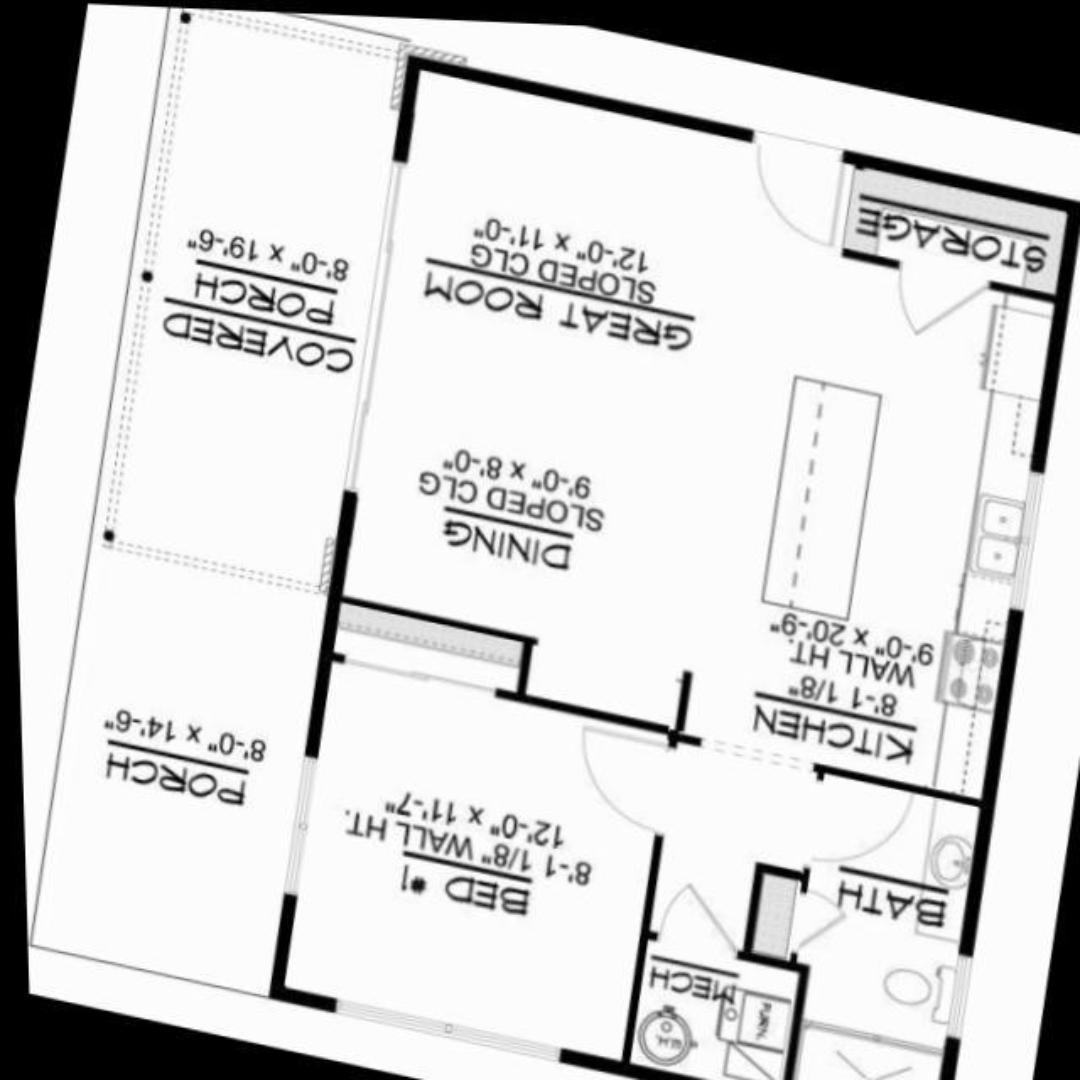 FURN.
W.H.
MECH
BATH
BED #1
8'-1 1/8" WALL HT.
12'-0" x 11'-7"
KITCHEN
8'-1 1/8"
WALL HT.
9'-0" x 20'-9"
PORCH
8'-0" x 14'-6"
DINING
SLOPED CLG
9'-0" x 8'-0"
GREAT ROOM
SLOPED CLG
12'-0" x 11'-0"
COVERED
PORCH
8'-0" x 19'-6"
STORAGE